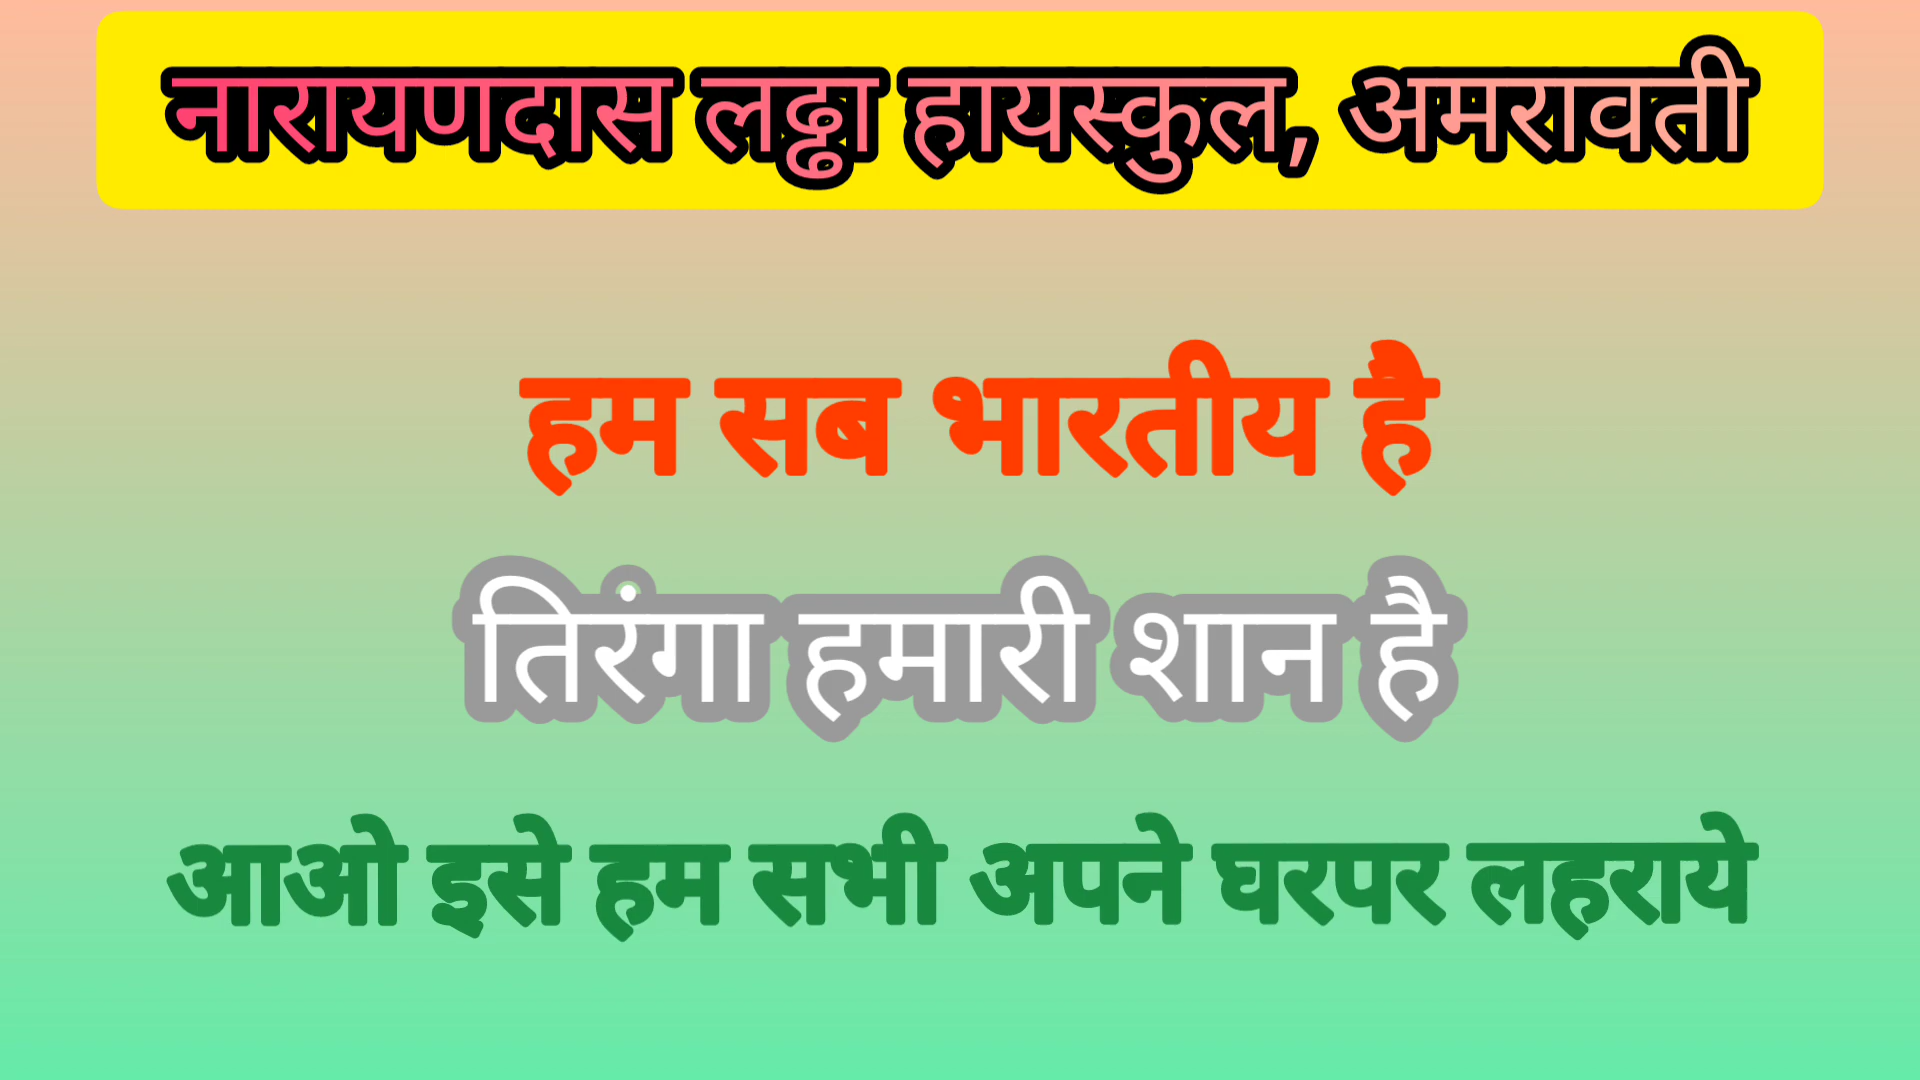 नारायणदास लढ्ढा हायस्कुल, अमरावती
हम सब भारतीय है
तिरंगा हमारी शान है
आओ इसे हम सभी अपने घरपर लहराये